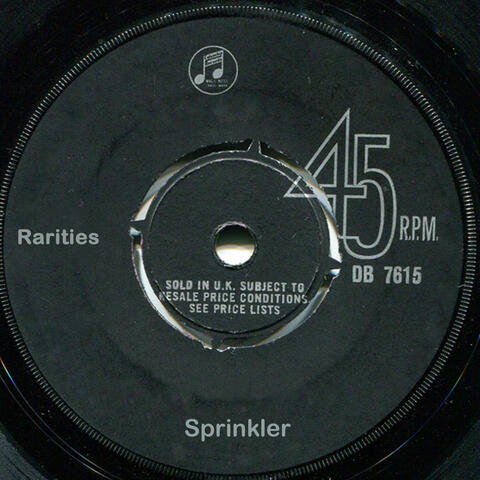 45
R.P.M.
Rarities
DB 7615
SOLD IN U.K. SUBJECT TO
RESALE PRICE CONDITIONS
SEE PRICE LISTS
Sprinkler